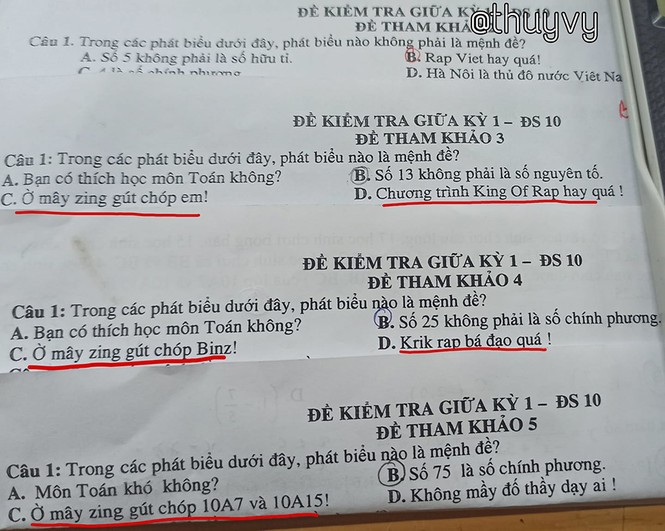 ĐỀ KIỂM TRA GIỮA KỲ 1 – ĐS 10
@thuyvy
ĐỀ THAM KHẢ
Câu 1. Trong các phát biểu dưới đây, phát biểu nào không phải là mệnh đề?
A. Số 5 không phải là số hữu tỉ.
B. Rap Viet hay quá!
C. 4 là số chính phương
D. Hà Nội là thủ đô nước Việt Na
ĐỀ KIỂM TRA GIỮA KỲ 1 – ĐS 10
ĐỀ THAM KHẢO 3
Câu 1: Trong các phát biểu dưới đây, phát biểu nào là mệnh đề?
A. Bạn có thích học môn Toán không?
B. Số 13 không phải là số nguyên tố.
C. Ờ mây zing gút chóp em!
D. Chương trình King Of Rap hay quá !
ĐỀ KIỂM TRA GIỮA KỲ 1 – ĐS 10
ĐỀ THAM KHẢO 4
Câu 1: Trong các phát biểu dưới đây, phát biểu nào là mệnh đề?
A. Bạn có thích học môn Toán không?
B. Số 25 không phải là số chính phương.
C. Ờ mây zing gút chóp Binz!
D. Krik rap bá đạo quá !
ĐỀ KIỂM TRA GIỮA KỲ 1 – ĐS 10
ĐỀ THAM KHẢO 5
Câu 1: Trong các phát biểu dưới đây, phát biểu nào là mệnh đề?
A. Môn Toán khó không?
B. Số 75 là số chính phương.
C. Ờ mây zing gút chóp 10A7 và 10A15!
D. Không mầy đố thầy dạy ai !